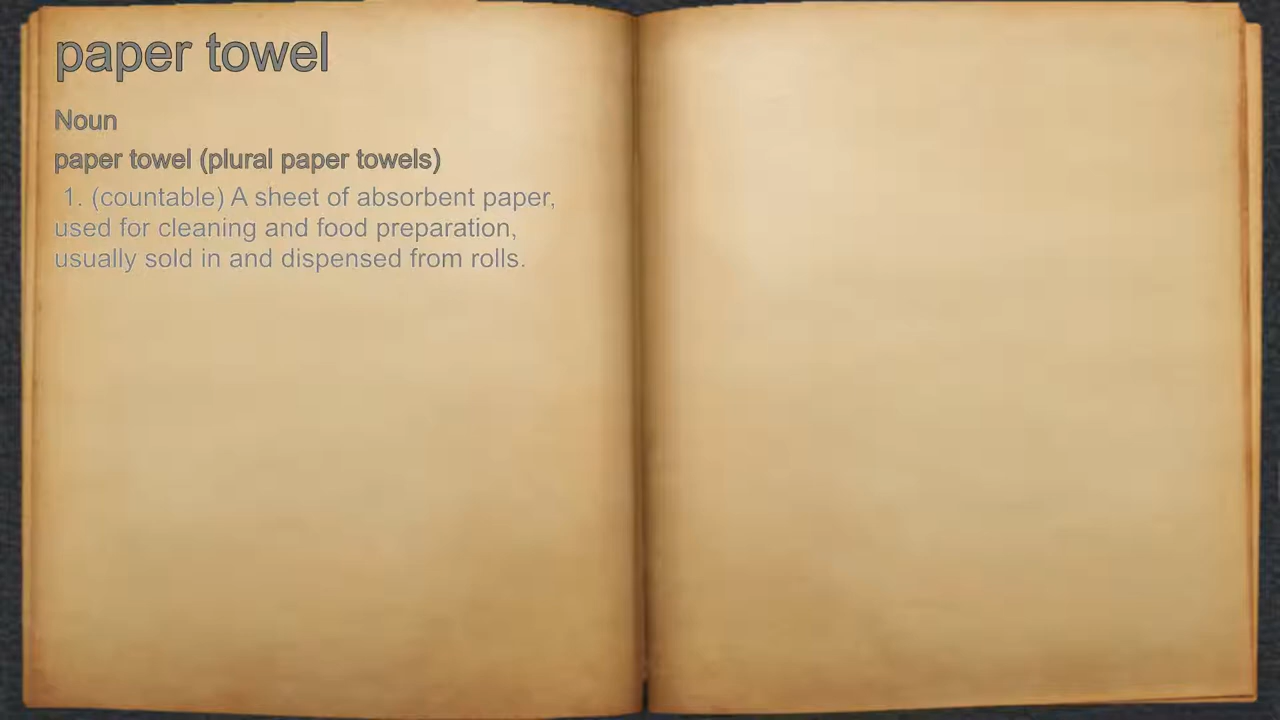 paper towel
Noun
paper towel (plural paper towels)
1. (countable) A sheet of absorbent paper,
used for cleaning and food preparation,
usually sold in and dispensed from rolls.